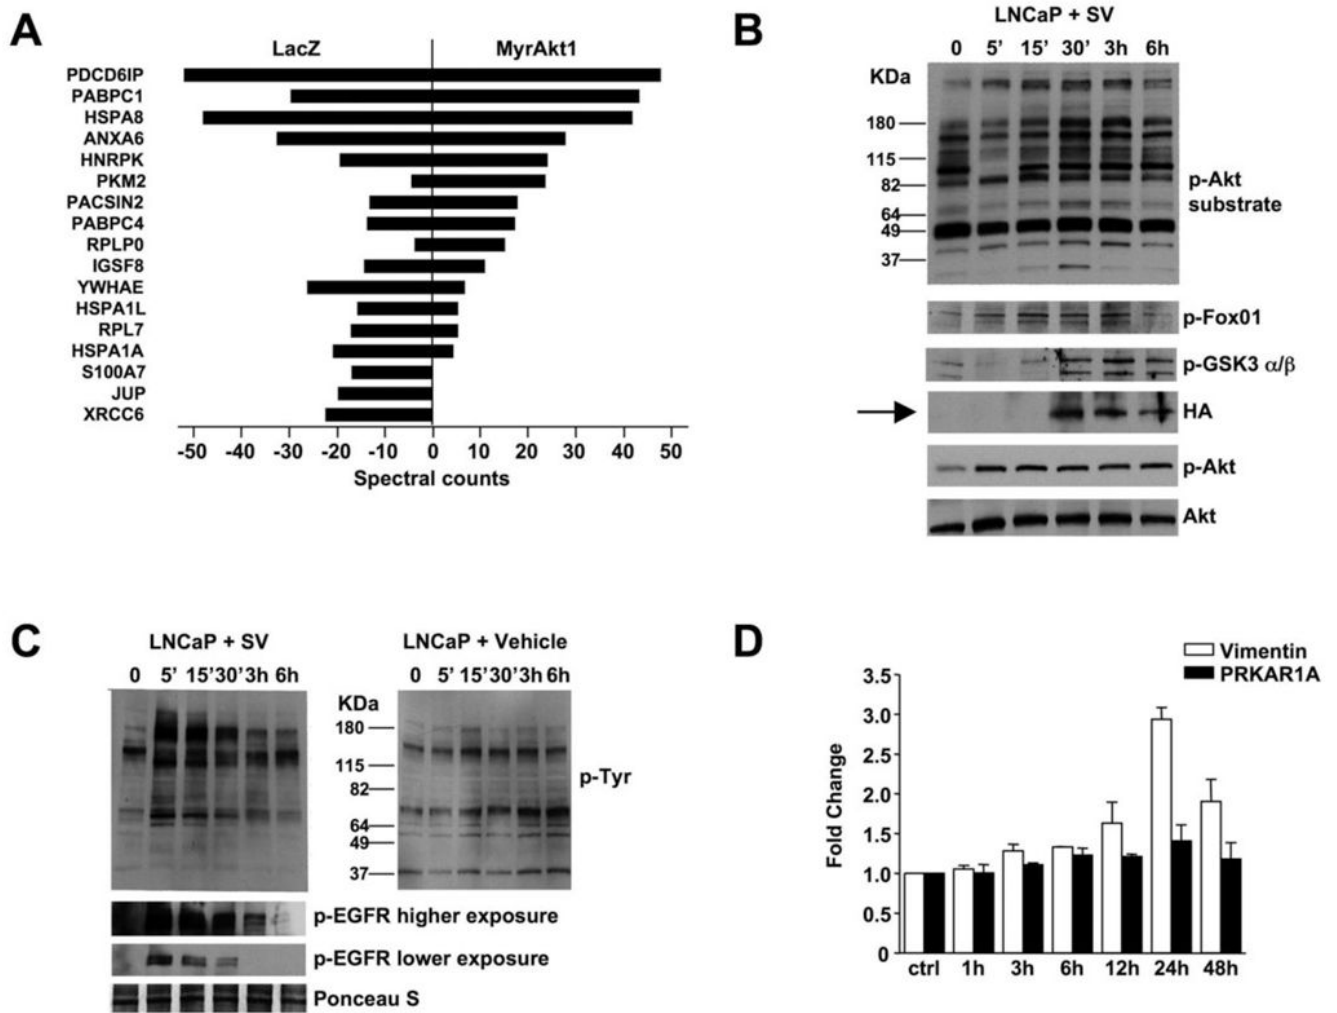 A
LacZ MyrAkt1
PDCD6IP
PABPC1
HSPA8
ANXA6
HNRPK
PKM2
PACSIN2
PABPC4
RPLP0
IGSF8
YWHAE
HSPA1L
RPL7
HSPA1A
S100A7
JUP
XRCC6
-50 -40 -30 -20 -10 0 10 20 30 40 50
Spectral counts
B
LNCaP + SV
0 5’ 15’ 30’ 3h 6h
KDa
180
115
82
64
49
37
p-Akt
substrate
p-Fox01
p-GSK3 α/β
HA
p-Akt
Akt
C
LNCaP + SV
0 5’ 15’ 30’ 3h 6h
LNCaP + Vehicle
0 5’ 15’ 30’ 3h 6h
KDa
180
115
82
64
49
37
p-Tyr
p-EGFR higher exposure
p-EGFR lower exposure
Ponceau S
D
Vimentin
PRKAR1A
Fold Change
3.5
3.0
2.5
2.0
1.5
1.0
0.5
0
ctrl 1h 3h 6h 12h 24h 48h